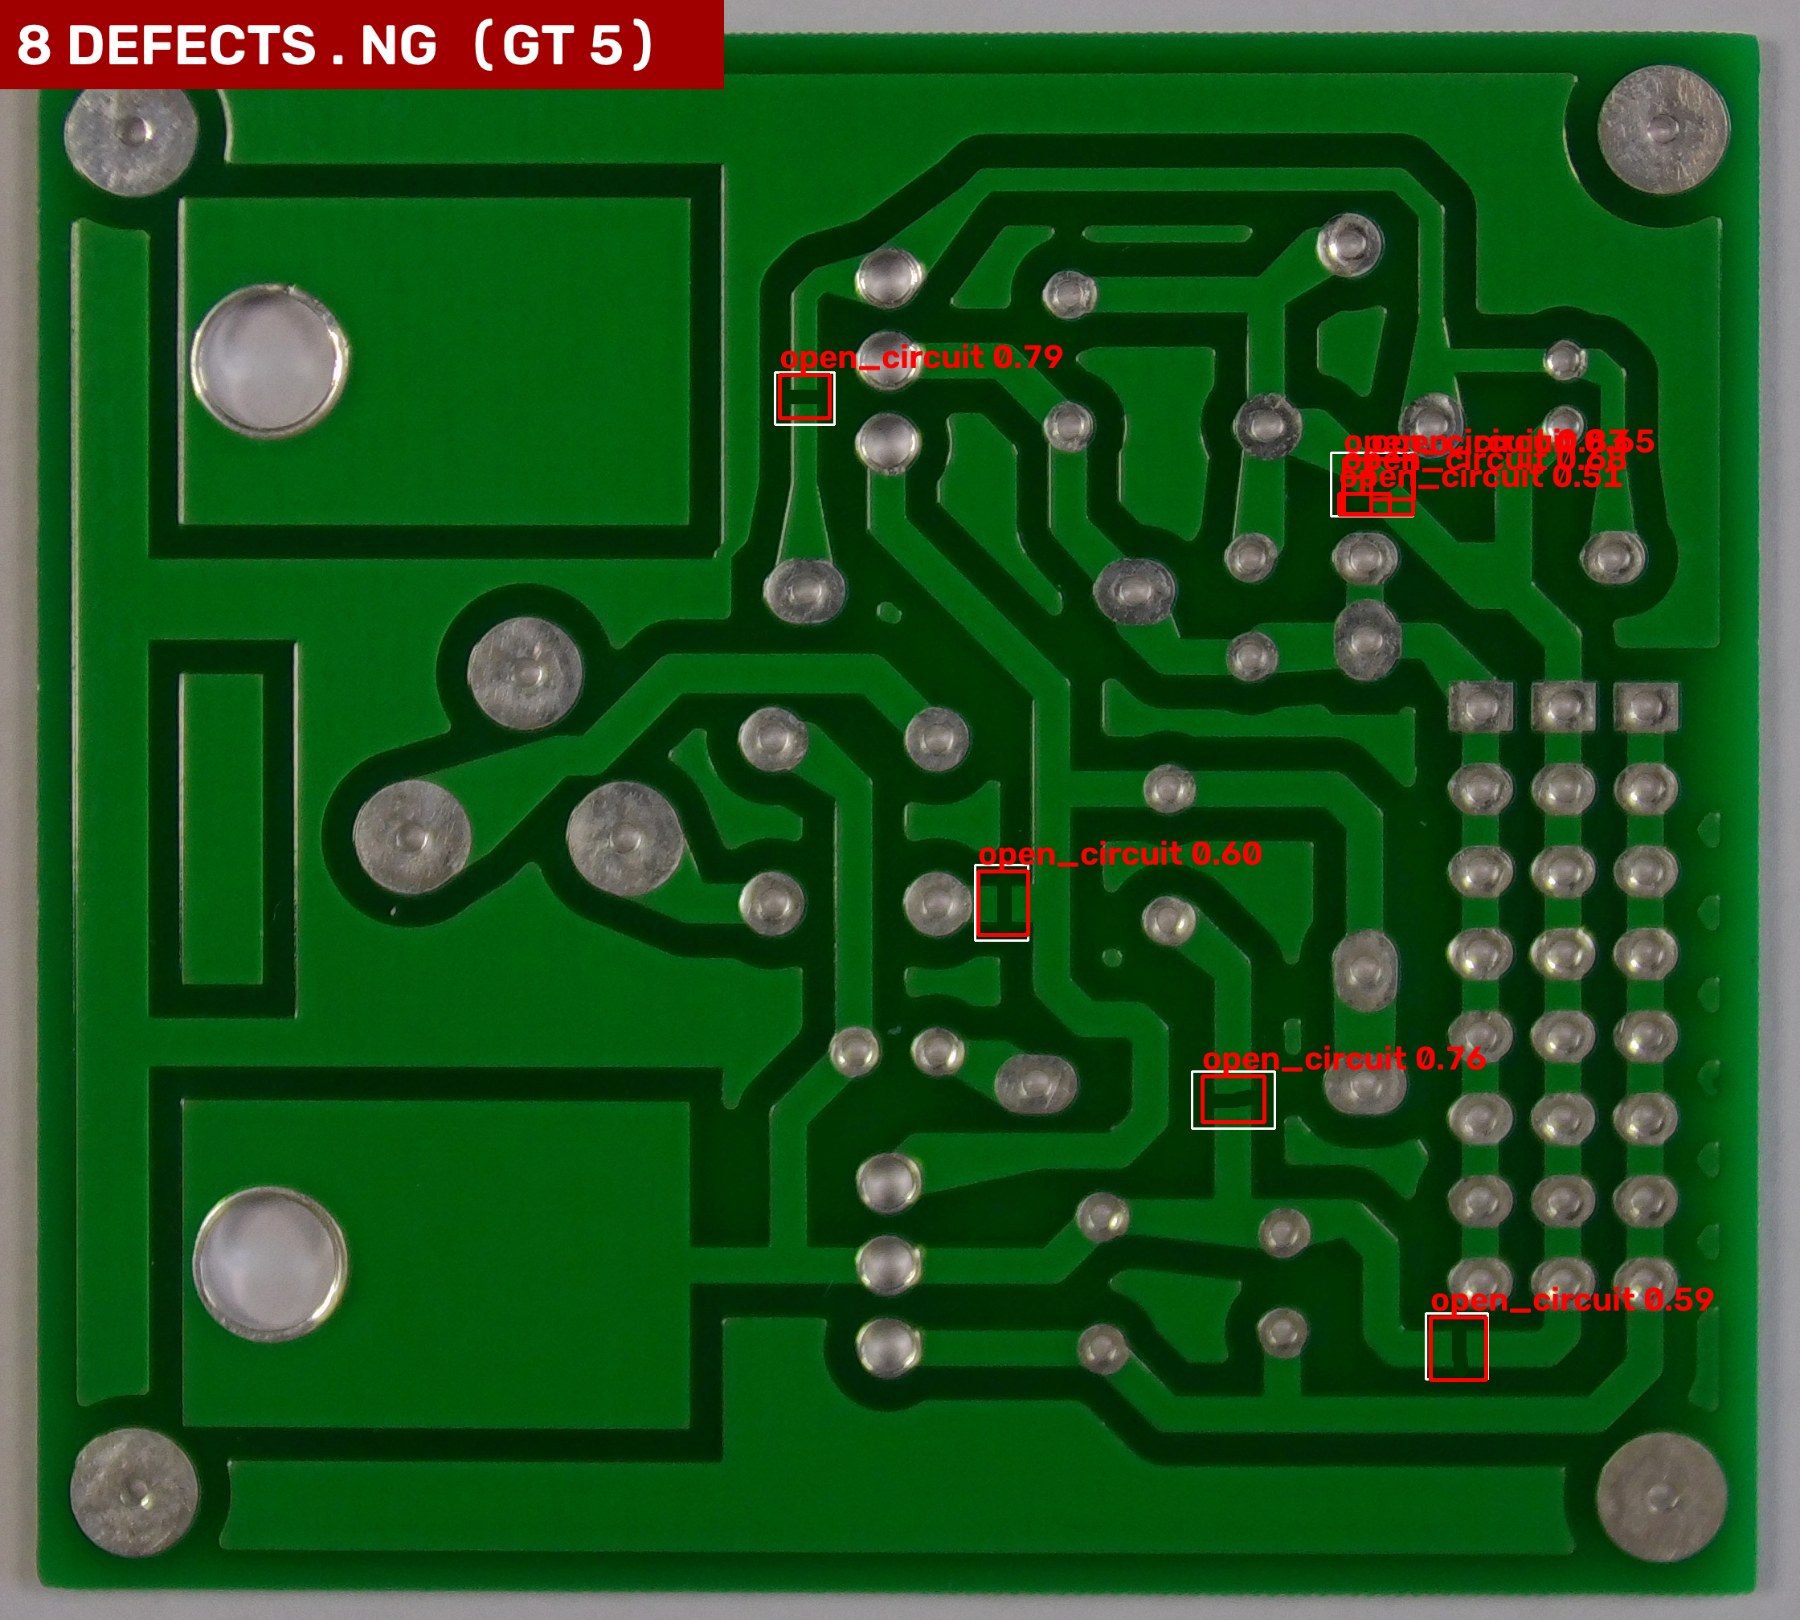 8 DEFECTS . NG (GT 5)
open_circuit 0.79
open_circuit 0.51
open_circuit 0.60
open_circuit 0.76
open_circuit 0.59